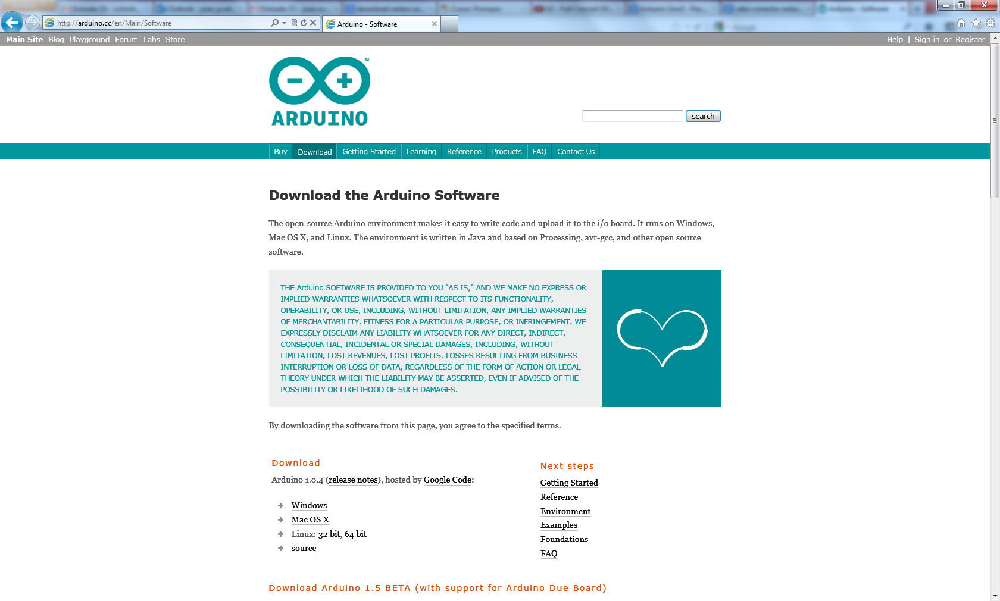 http://arduino.cc/en/Main/Software
Arduino - Software
Main Site Blog Playground Forum Labs Store
Help | Sign in or Register
TM
ARDUINO
search
Buy Download Getting Started Learning Reference Products FAQ Contact Us
Download the Arduino Software
The open-source Arduino environment makes it easy to write code and upload it to the i/o board. It runs on Windows,
Mac OS X, and Linux. The environment is written in Java and based on Processing, avr-gcc, and other open source
software.
THE Arduino SOFTWARE IS PROVIDED TO YOU "AS IS," AND WE MAKE NO EXPRESS OR
IMPLIED WARRANTIES WHATSOEVER WITH RESPECT TO ITS FUNCTIONALITY,
OPERABILITY, OR USE, INCLUDING, WITHOUT LIMITATION, ANY IMPLIED WARRANTIES
OF MERCHANTABILITY, FITNESS FOR A PARTICULAR PURPOSE, OR INFRINGEMENT. WE
EXPRESSLY DISCLAIM ANY LIABILITY WHATSOEVER FOR ANY DIRECT, INDIRECT,
CONSEQUENTIAL, INCIDENTAL OR SPECIAL DAMAGES, INCLUDING, WITHOUT
LIMITATION, LOST REVENUES, LOST PROFITS, LOSSES RESULTING FROM BUSINESS
INTERRUPTION OR LOSS OF DATA, REGARDLESS OF THE FORM OF ACTION OR LEGAL
THEORY UNDER WHICH THE LIABILITY MAY BE ASSERTED, EVEN IF ADVISED OF THE
POSSIBILITY OR LIKELIHOOD OF SUCH DAMAGES.
By downloading the software from this page, you agree to the specified terms.
Download
Arduino 1.0.4 (release notes), hosted by Google Code:
Windows
Mac OS X
Linux: 32 bit, 64 bit
source
Next steps
Getting Started
Reference
Environment
Examples
Foundations
FAQ
Download Arduino 1.5 BETA (with support for Arduino Due Board)